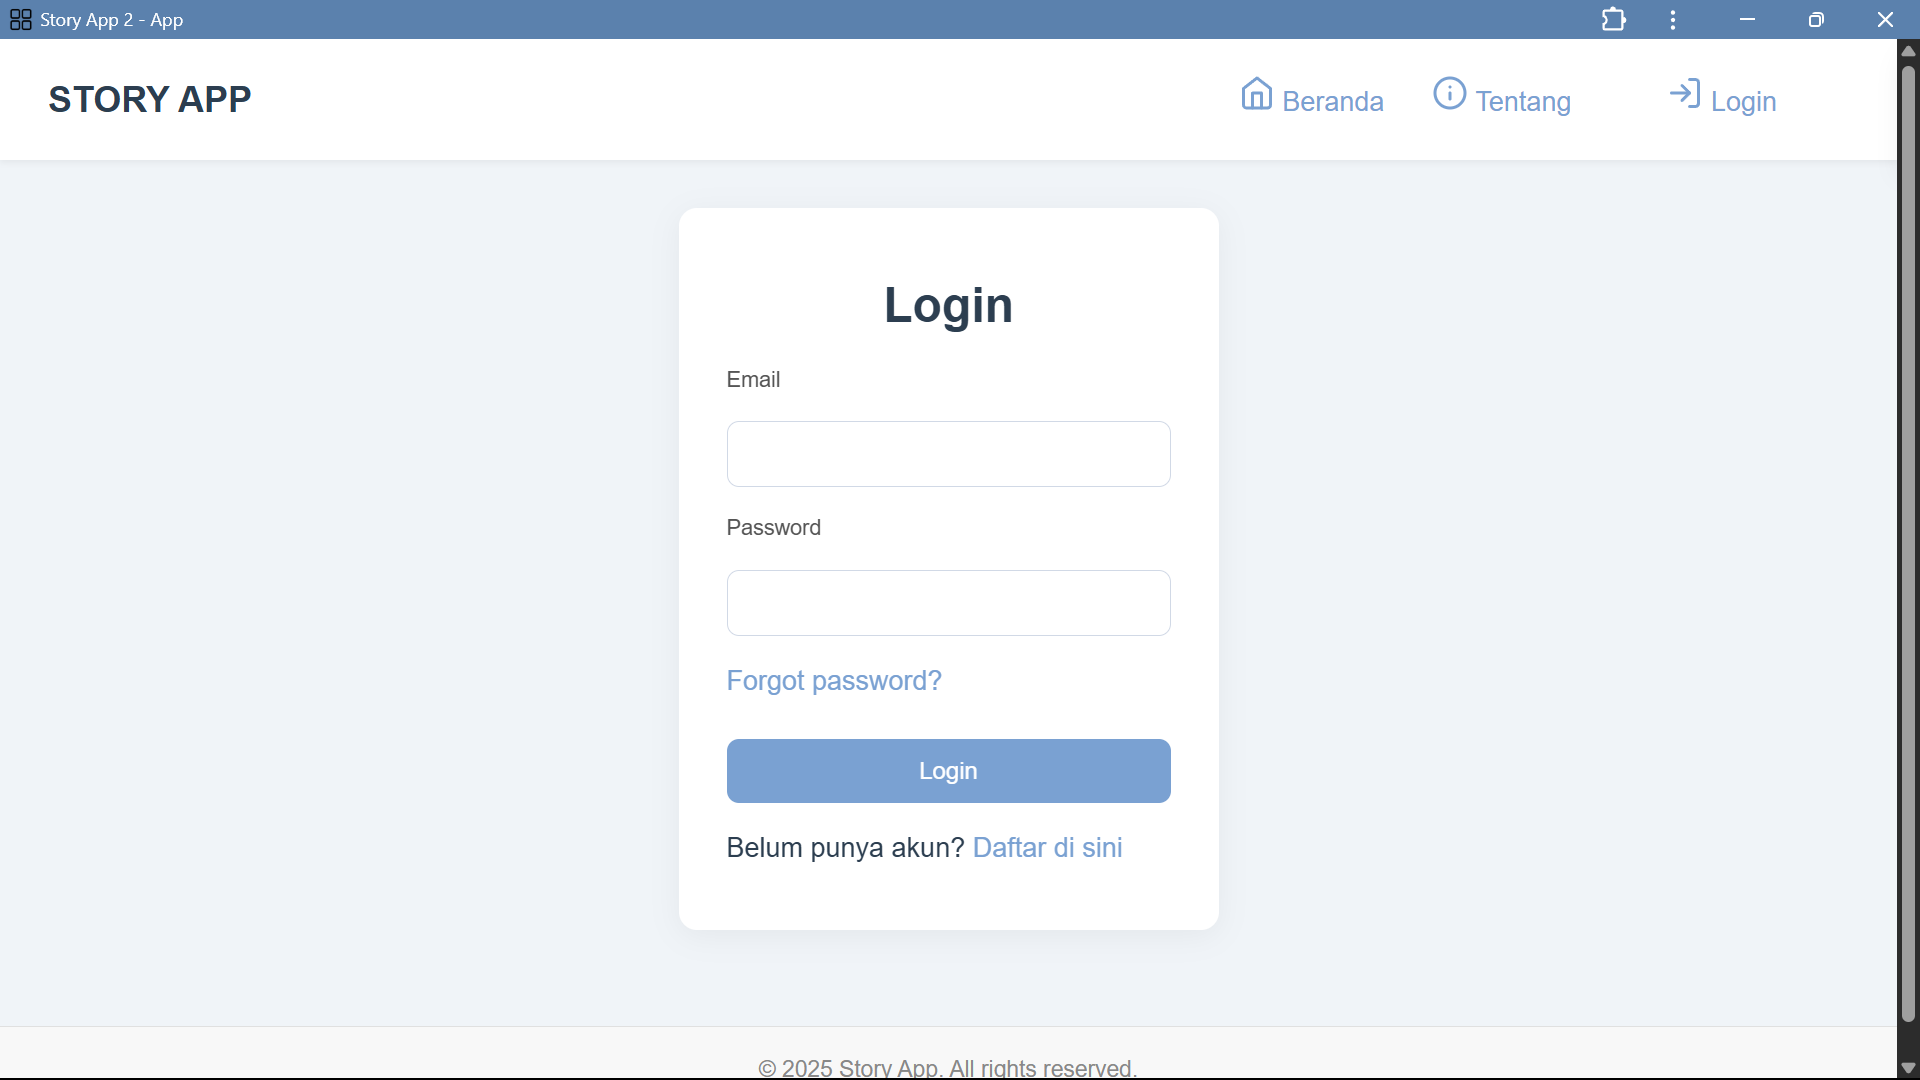 Story App 2 - App
STORY APP
Beranda
Tentang
Login
Login
Email
Password
Forgot password?
Login
Belum punya akun? Daftar di sini
© 2025 Story App. All rights reserved.